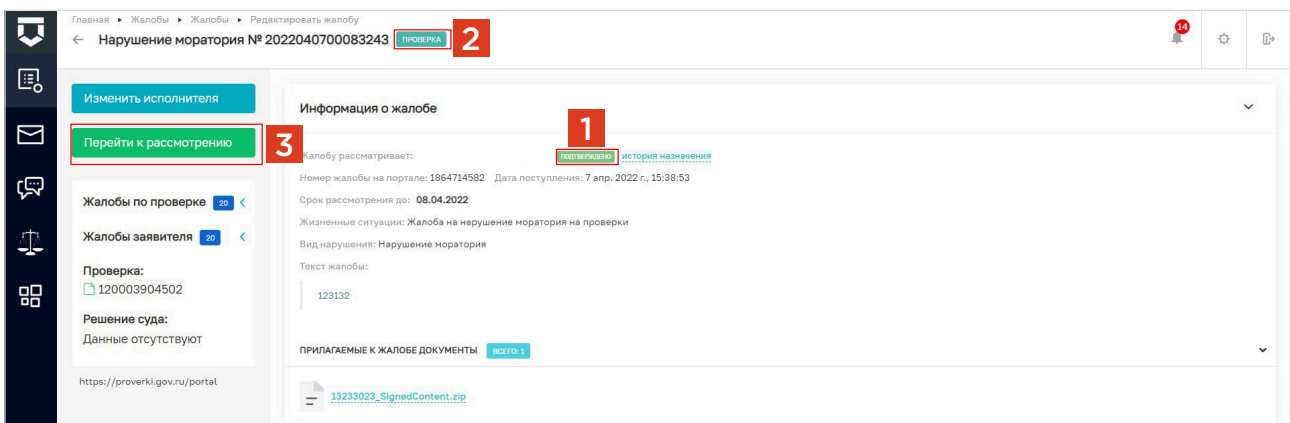 Главная ▸ Жалобы ▸ Жалобы ▸ Редактировать жалобу
← Нарушение моратория № 2022040700083243 ПРОВЕРКА 2
14
Изменить исполнителя
Перейти к рассмотрению 3
Жалобы по проверке 20
Жалобы заявителя 20
Проверка:
120003904502
Решение суда:
Данные отсутствуют
https://proverki.gov.ru/portal
Информация о жалобе
1
Жалобу рассматривает: ПОДТВЕРЖДЕНО история назначения
Номер жалобы на портале: 1864714582 Дата поступления: 7 апр. 2022 г., 15:38:53
Срок рассмотрения до: 08.04.2022
Жизненные ситуации: Жалоба на нарушение моратория на проверки
Вид нарушения: Нарушение моратория
Текст жалобы:
123132
ПРИЛАГАЕМЫЕ К ЖАЛОБЕ ДОКУМЕНТЫ ВСЕГО: 1
13233023_SignedContent.zip